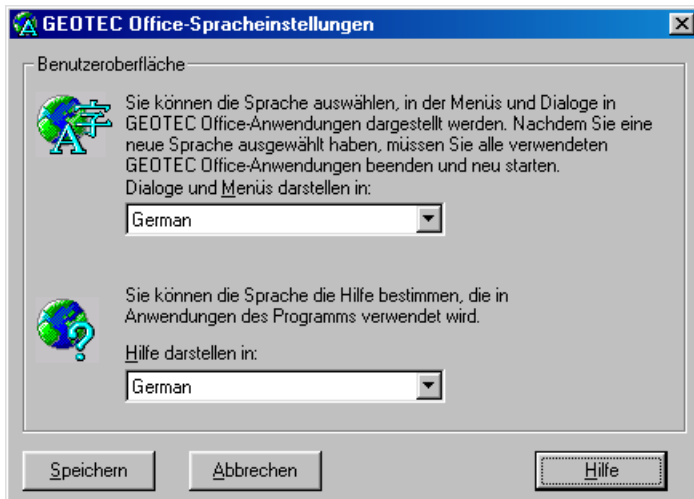 GEOTEC Office-Spracheinstellungen
Benutzeroberfläche
Sie können die Sprache auswählen, in der Menüs und Dialoge in
GEOTEC Office-Anwendungen dargestellt werden. Nachdem Sie eine
neue Sprache ausgewählt haben, müssen Sie alle verwendeten
GEOTEC Office-Anwendungen beenden und neu starten.
Dialoge und Menüs darstellen in:
German
Sie können die Sprache die Hilfe bestimmen, die in
Anwendungen des Programms verwendet wird.
Hilfe darstellen in:
German
Speichern
Abbrechen
Hilfe